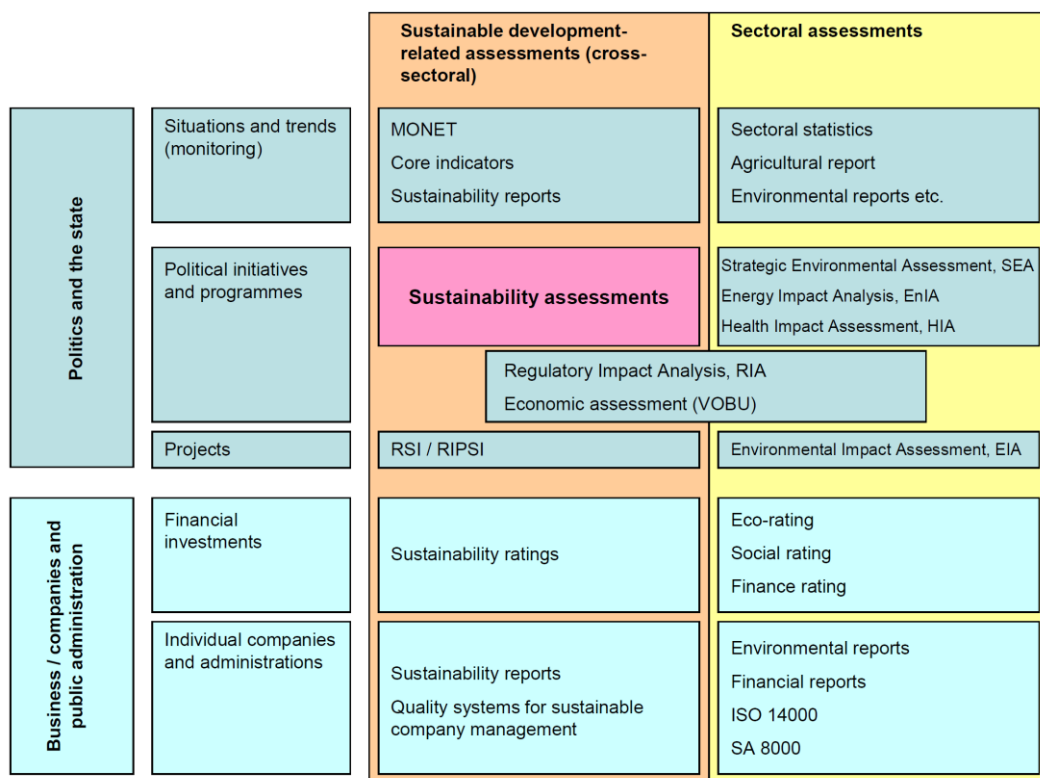 Sustainable development-
related assessments (cross-
sectoral)
Sectoral assessments
Politics and the state
Situations and trends
(monitoring)
MONET
Core indicators
Sustainability reports
Sectoral statistics
Agricultural report
Environmental reports etc.
Political initiatives
and programmes
Sustainability assessments
Strategic Environmental Assessment, SEA
Energy Impact Analysis, EnIA
Health Impact Assessment, HIA
Regulatory Impact Analysis, RIA
Economic assessment (VOBU)
Projects
RSI / RIPSI
Environmental Impact Assessment, EIA
Business / companies and
public administration
Financial
investments
Sustainability ratings
Eco-rating
Social rating
Finance rating
Individual companies
and administrations
Sustainability reports
Quality systems for sustainable
company management
Environmental reports
Financial reports
ISO 14000
SA 8000